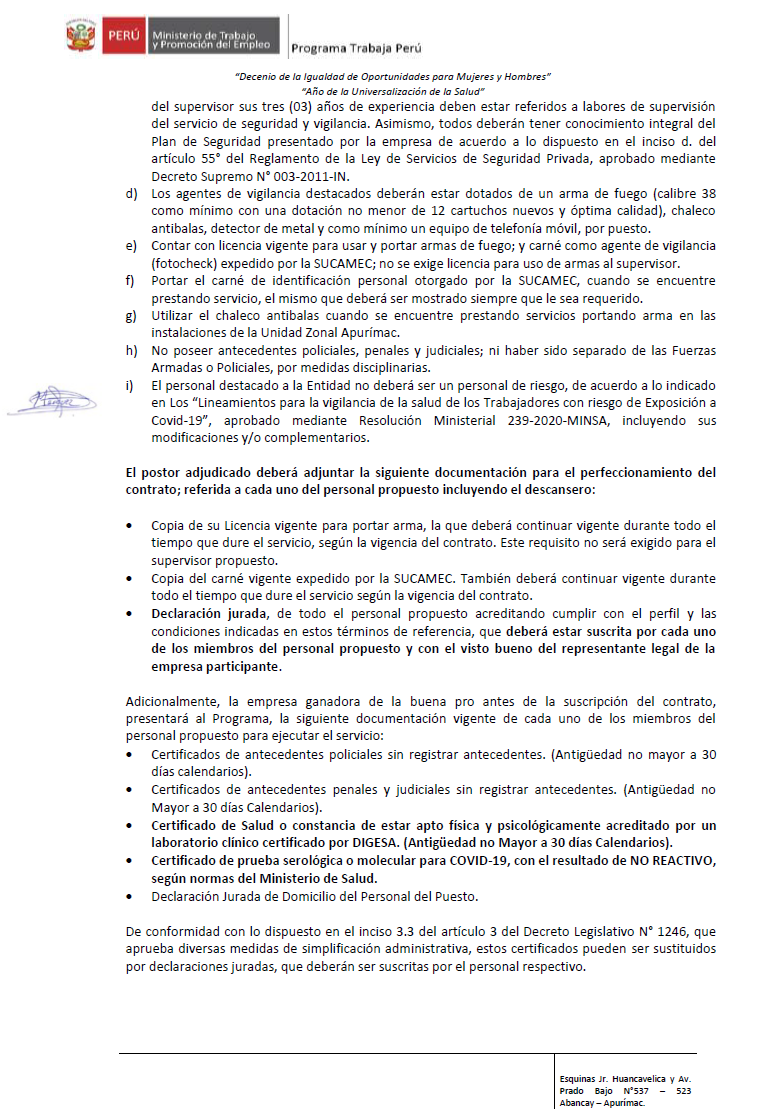 PERÚ
Ministerio de Trabajo
y Promoción del Empleo
Programa Trabaja Perú
“Decenio de la Igualdad de Oportunidades para Mujeres y Hombres”
“Año de la Universalización de la Salud”
del supervisor sus tres (03) años de experiencia deben estar referidos a labores de supervisión
del servicio de seguridad y vigilancia. Asimismo, todos deberán tener conocimiento integral del
Plan de Seguridad presentado por la empresa de acuerdo a lo dispuesto en el inciso d. del
artículo 55° del Reglamento de la Ley de Servicios de Seguridad Privada, aprobado mediante
Decreto Supremo N° 003-2011-IN.
d) Los agentes de vigilancia destacados deberán estar dotados de un arma de fuego (calibre 38
como mínimo con una dotación no menor de 12 cartuchos nuevos y óptima calidad), chaleco
antibalas, detector de metal y como mínimo un equipo de telefonía móvil, por puesto.
e) Contar con licencia vigente para usar y portar armas de fuego; y carné como agente de vigilancia
(fotocheck) expedido por la SUCAMEC; no se exige licencia para uso de armas al supervisor.
f) Portar el carné de identificación personal otorgado por la SUCAMEC, cuando se encuentre
prestando servicio, el mismo que deberá ser mostrado siempre que le sea requerido.
g) Utilizar el chaleco antibalas cuando se encuentre prestando servicios portando arma en las
instalaciones de la Unidad Zonal Apurímac.
h) No poseer antecedentes policiales, penales y judiciales; ni haber sido separado de las Fuerzas
Armadas o Policiales, por medidas disciplinarias.
i) El personal destacado a la Entidad no deberá ser un personal de riesgo, de acuerdo a lo indicado
en Los “Lineamientos para la vigilancia de la salud de los Trabajadores con riesgo de Exposición a
Covid-19”, aprobado mediante Resolución Ministerial 239-2020-MINSA, incluyendo sus
modificaciones y/o complementarios.
El postor adjudicado deberá adjuntar la siguiente documentación para el perfeccionamiento del
contrato; referida a cada uno del personal propuesto incluyendo el descansero:
• Copia de su Licencia vigente para portar arma, la que deberá continuar vigente durante todo el
tiempo que dure el servicio, según la vigencia del contrato. Este requisito no será exigido para el
supervisor propuesto.
• Copia del carné vigente expedido por la SUCAMEC. También deberá continuar vigente durante
todo el tiempo que dure el servicio según la vigencia del contrato.
• Declaración jurada, de todo el personal propuesto acreditando cumplir con el perfil y las
condiciones indicadas en estos términos de referencia, que deberá estar suscrita por cada uno
de los miembros del personal propuesto y con el visto bueno del representante legal de la
empresa participante.
Adicionalmente, la empresa ganadora de la buena pro antes de la suscripción del contrato,
presentará al Programa, la siguiente documentación vigente de cada uno de los miembros del
personal propuesto para ejecutar el servicio:
• Certificados de antecedentes policiales sin registrar antecedentes. (Antigüedad no mayor a 30
días calendarios).
• Certificados de antecedentes penales y judiciales sin registrar antecedentes. (Antigüedad no
Mayor a 30 días Calendarios).
• Certificado de Salud o constancia de estar apto física y psicológicamente acreditado por un
laboratorio clínico certificado por DIGESA. (Antigüedad no Mayor a 30 días Calendarios).
• Certificado de prueba serológica o molecular para COVID-19, con el resultado de NO REACTIVO,
según normas del Ministerio de Salud.
• Declaración Jurada de Domicilio del Personal del Puesto.
De conformidad con lo dispuesto en el inciso 3.3 del artículo 3 del Decreto Legislativo N° 1246, que
aprueba diversas medidas de simplificación administrativa, estos certificados pueden ser sustituidos
por declaraciones juradas, que deberán ser suscritas por el personal respectivo.
Esquinas Jr. Huancavelica y Av.
Prado Bajo N°537 – 523
Abancay – Apurímac.